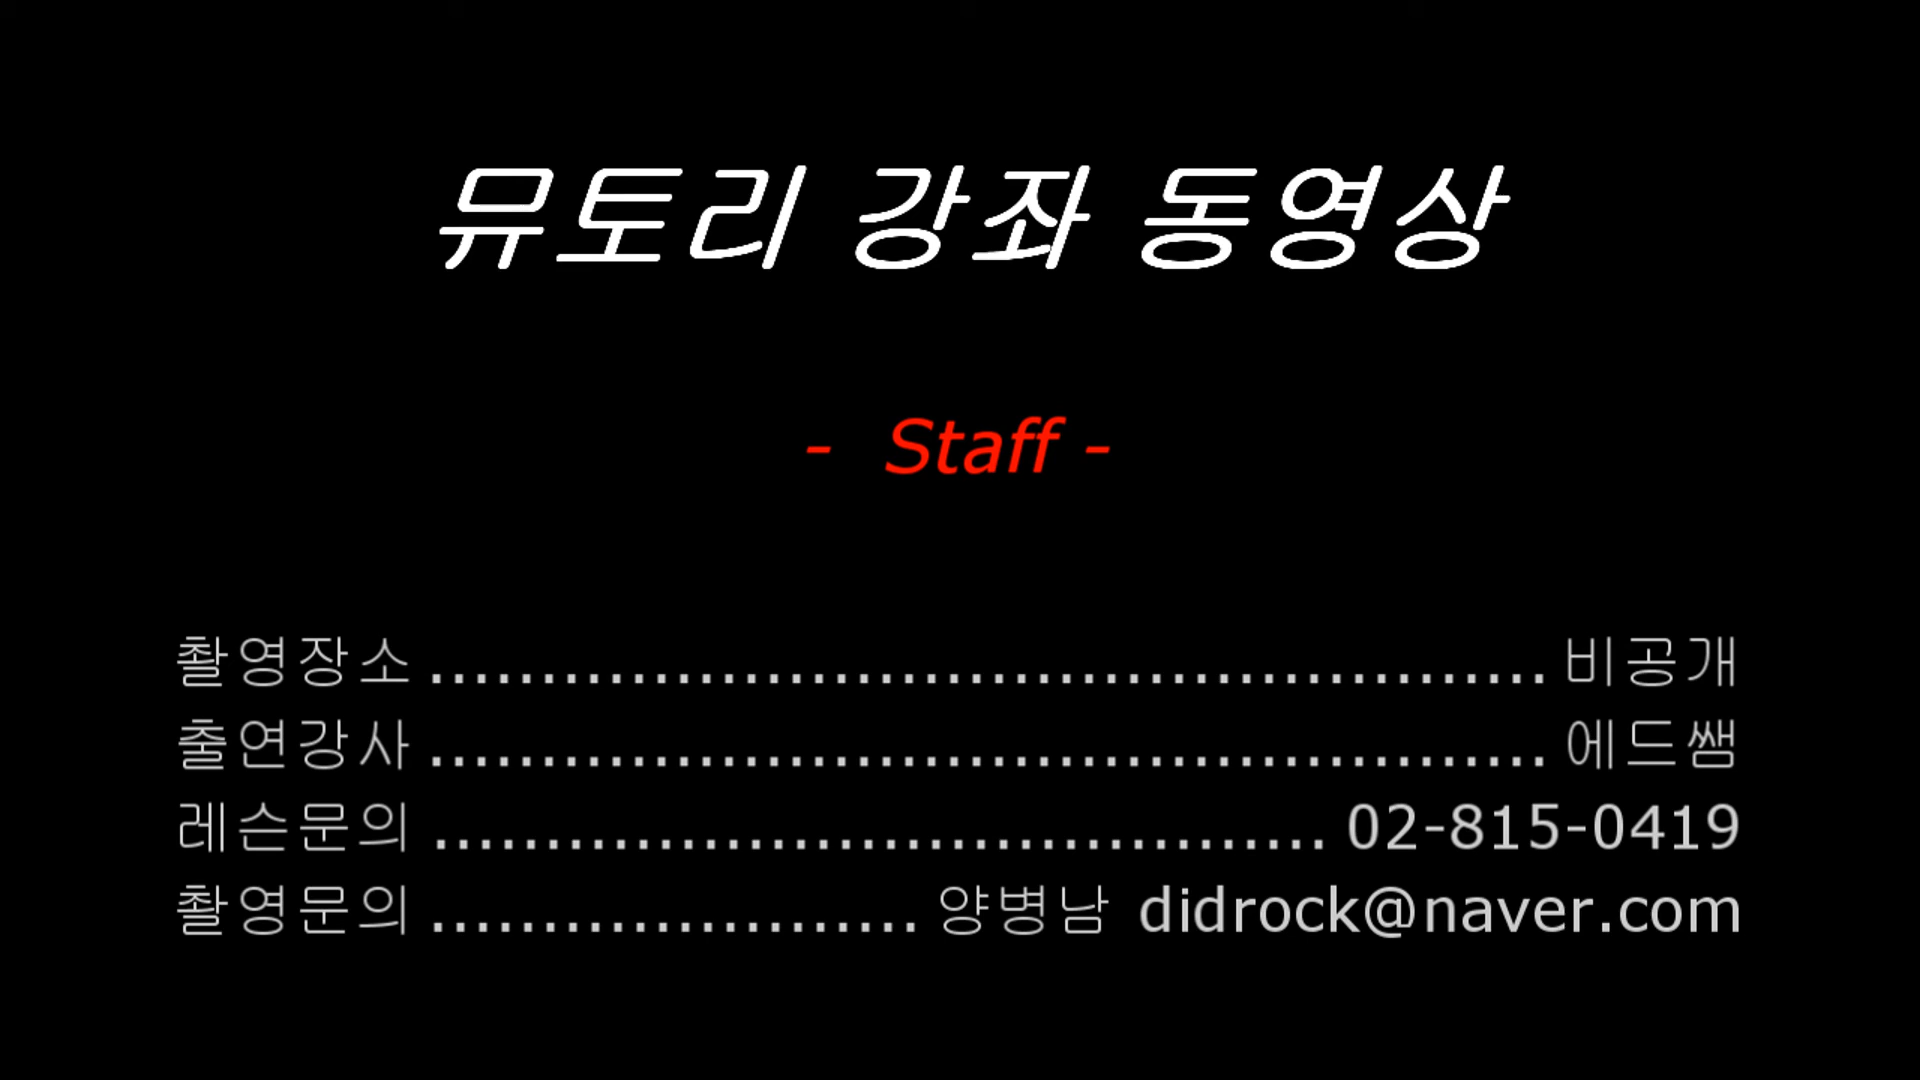 뮤토리 강좌 동영상
- Staff -
촬영장소 .................................................. 비공개
출연강사 .................................................. 에드쌤
레슨문의 ........................................ 02-815-0419
촬영문의 ...................... 양병남 didrock@naver.com